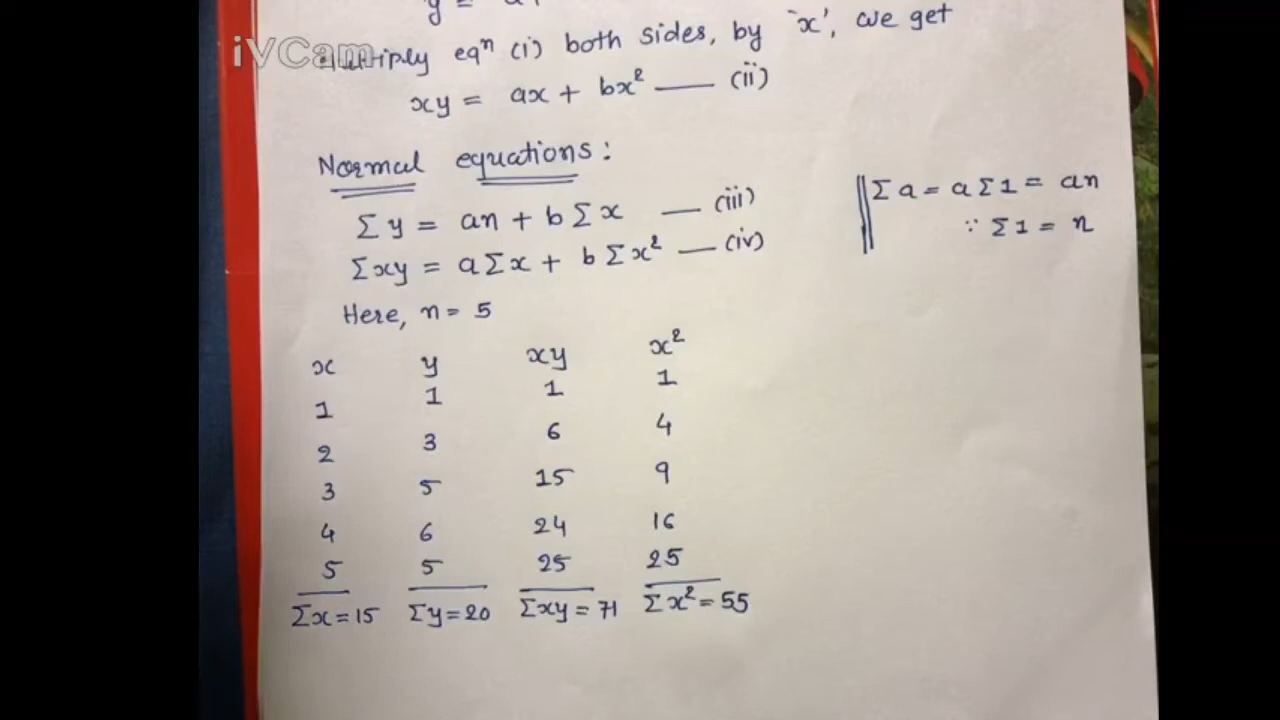 y =
iVCam
Multiply eqⁿ (i) both sides, by 'x', we get
xy = ax + bx² — (ii)
Normal equations:
Σy = an + bΣx — (iii)
Σxy = aΣx + bΣx² — (iv)
Σa = aΣ1 = an
∵ Σ1 = n
Here, n = 5
x y xy x²
1 1 1 1
2 3 6 4
3 5 15 9
4 6 24 16
5 5 25 25
Σx = 15 Σy = 20 Σxy = 71 Σx² = 55